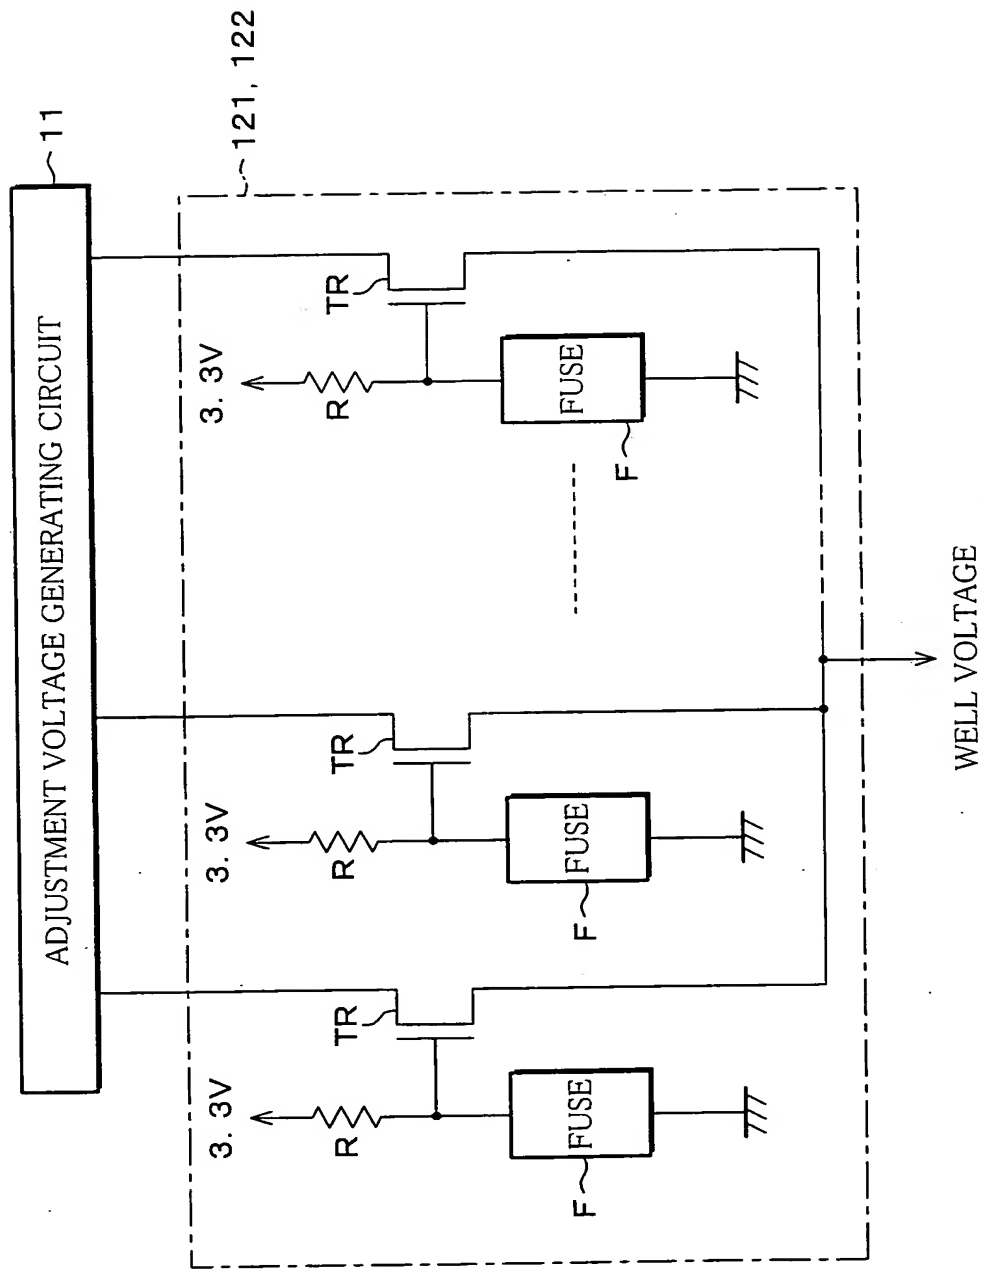 ADJUSTMENT VOLTAGE GENERATING CIRCUIT
11
121, 122
3. 3V
TR
3. 3V
TR
3. 3V
TR
R
R
R
FUSE
FUSE
FUSE
F
F
F
WELL VOLTAGE